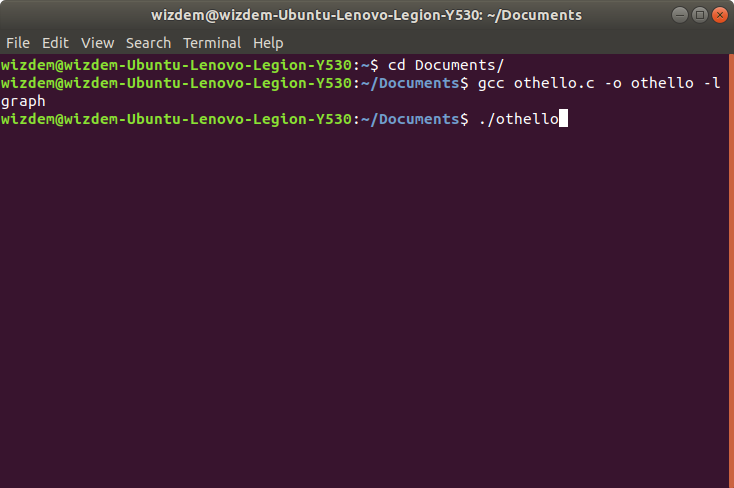 wizdem@wizdem-Ubuntu-Lenovo-Legion-Y530: ~/Documents
File Edit View Search Terminal Help
wizdem@wizdem-Ubuntu-Lenovo-Legion-Y530:~$ cd Documents/
wizdem@wizdem-Ubuntu-Lenovo-Legion-Y530:~/Documents$ gcc othello.c -o othello -l
graph
wizdem@wizdem-Ubuntu-Lenovo-Legion-Y530:~/Documents$ ./othello